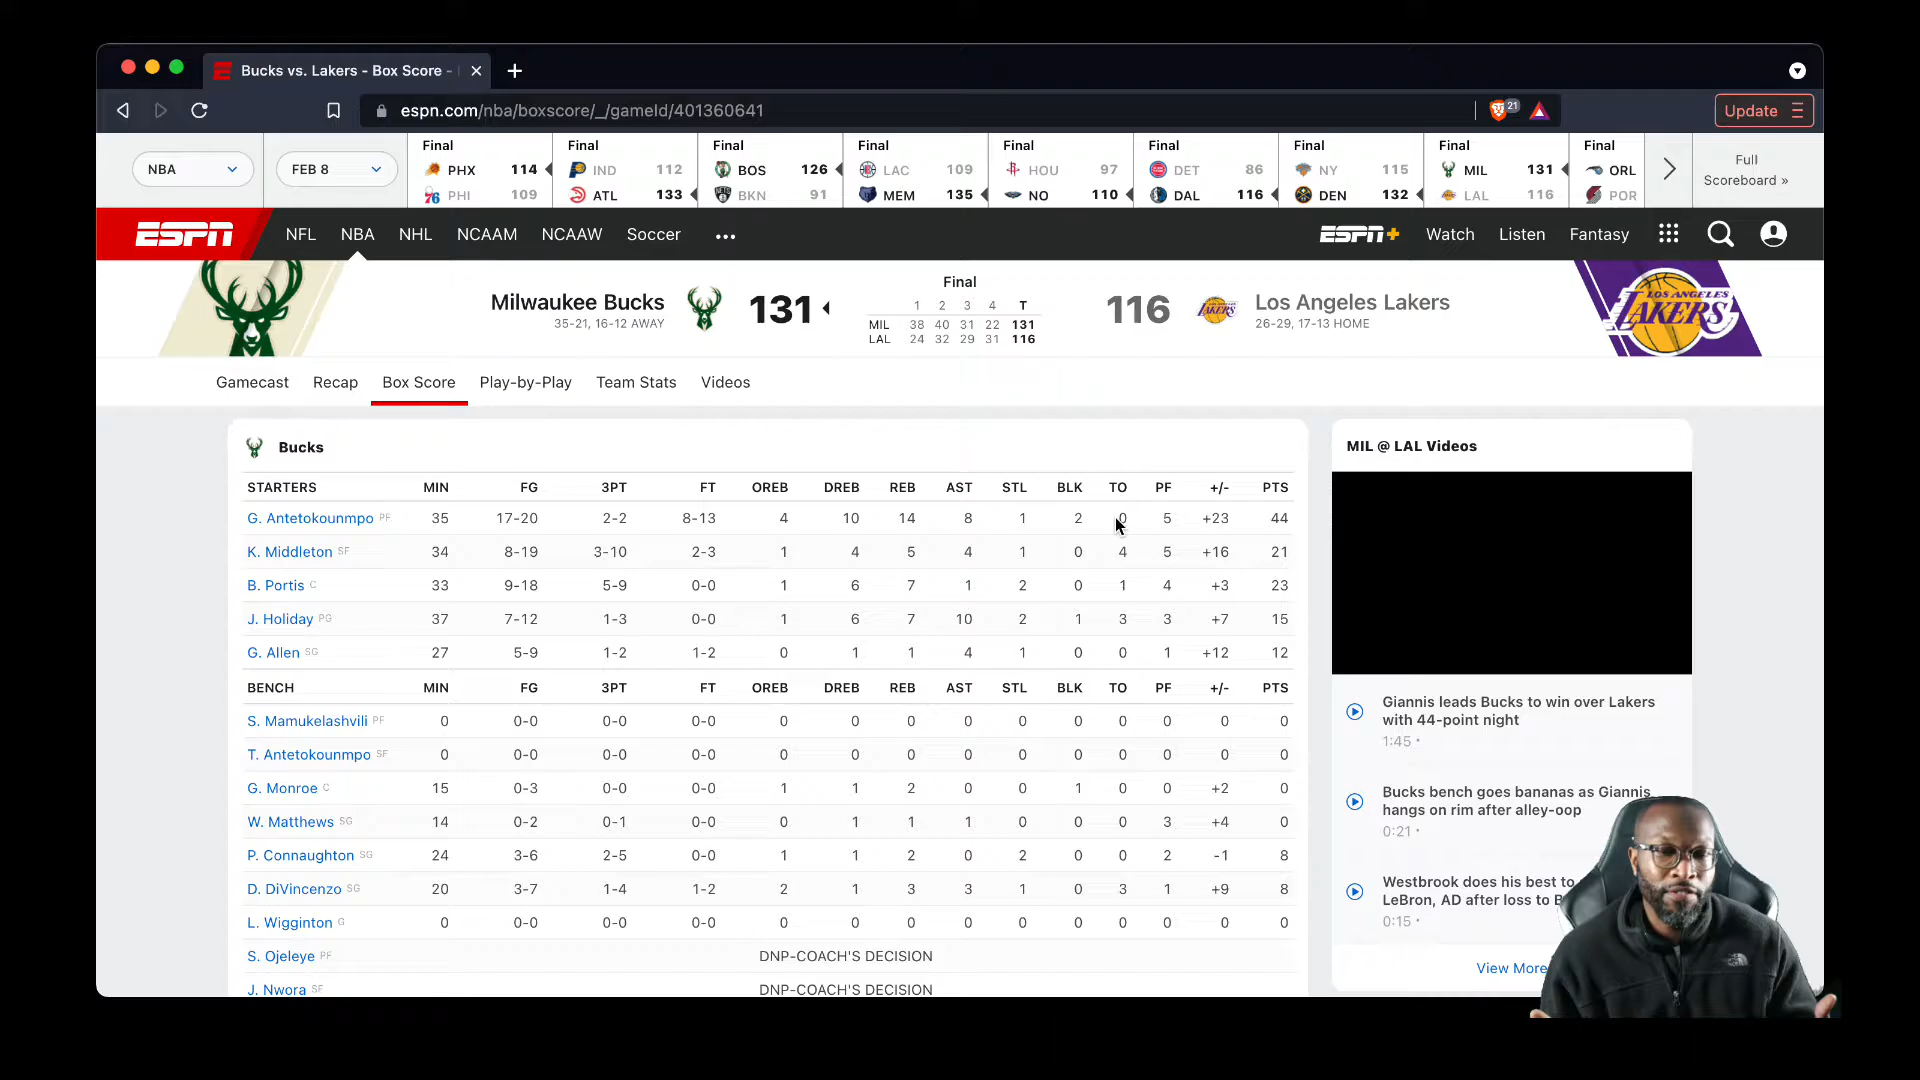 Bucks vs. Lakers - Box Score -
espn.com/nba/boxscore/_/gameId/401360641
21
Update
NBA
FEB 8
Final
PHX 114
PHI 109
Final
IND 112
ATL 133
Final
BOS 126
BKN 91
Final
LAC 109
MEM 135
Final
HOU 97
NO 110
Final
DET 86
DAL 116
Final
NY 115
DEN 132
Final
MIL 131
LAL 116
Final
ORL
POR
Full
Scoreboard »
ESPN NFL NBA NHL NCAAM NCAAW Soccer ••• ESPN+ Watch Listen Fantasy
Milwaukee Bucks
35-21, 16-12 AWAY
131
Final
1 2 3 4 T
MIL 38 40 31 22 131
LAL 24 32 29 31 116
116
LAKERS
Los Angeles Lakers
26-29, 17-13 HOME
LOS ANGELES
LAKERS
Gamecast Recap Box Score Play-by-Play Team Stats Videos
Bucks
STARTERS MIN FG 3PT FT OREB DREB REB AST STL BLK TO PF +/- PTS
G. Antetokounmpo PF 35 17-20 2-2 8-13 4 10 14 8 1 2 0 5 +23 44
K. Middleton SF 34 8-19 3-10 2-3 1 4 5 4 1 0 4 5 +16 21
B. Portis C 33 9-18 5-9 0-0 1 6 7 1 2 0 1 4 +3 23
J. Holiday PG 37 7-12 1-3 0-0 1 6 7 10 2 1 3 3 +7 15
G. Allen SG 27 5-9 1-2 1-2 0 1 1 4 1 0 0 1 +12 12
BENCH MIN FG 3PT FT OREB DREB REB AST STL BLK TO PF +/- PTS
S. Mamukelashvili PF 0 0-0 0-0 0-0 0 0 0 0 0 0 0 0 0 0
T. Antetokounmpo SF 0 0-0 0-0 0-0 0 0 0 0 0 0 0 0 0 0
G. Monroe C 15 0-3 0-0 0-0 1 1 2 0 0 1 0 0 +2 0
W. Matthews SG 14 0-2 0-1 0-0 0 1 1 1 0 0 0 3 +4 0
P. Connaughton SG 24 3-6 2-5 0-0 1 1 2 0 2 0 0 2 -1 8
D. DiVincenzo SG 20 3-7 1-4 1-2 2 1 3 3 1 0 3 1 +9 8
L. Wigginton G 0 0-0 0-0 0-0 0 0 0 0 0 0 0 0 0 0
S. Ojeleye PF DNP-COACH'S DECISION
J. Nwora SF DNP-COACH'S DECISION
MIL @ LAL Videos
Giannis leads Bucks to win over Lakers
with 44-point night
1:45 •
Bucks bench goes bananas as Giannis
hangs on rim after alley-oop
0:21 •
Westbrook does his best to
LeBron, AD after loss to B
0:15 •
View More